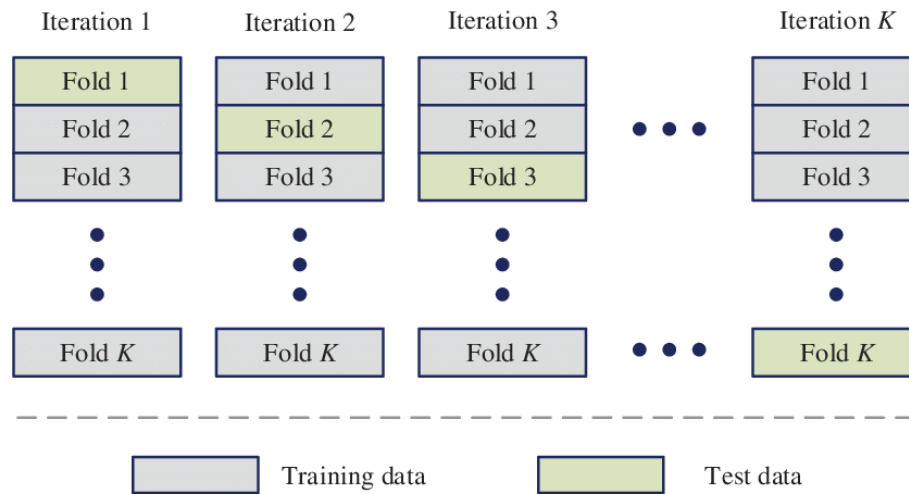 Iteration 1 Iteration 2 Iteration 3 Iteration K
Fold 1 Fold 1 Fold 1 Fold 1
Fold 2 Fold 2 Fold 2 Fold 2
Fold 3 Fold 3 Fold 3 Fold 3
Fold K Fold K Fold K Fold K
Training data Test data